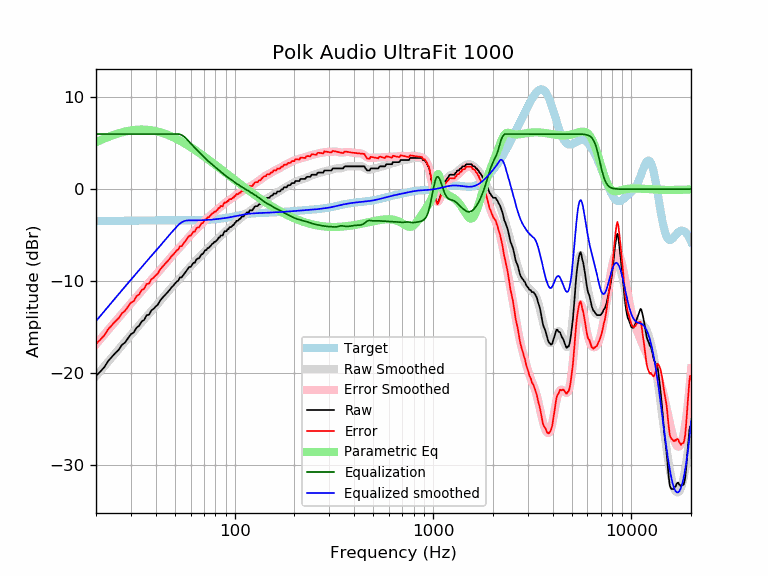 Polk Audio UltraFit 1000
Amplitude (dBr)
10
0
−10
−20
−30
Target
Raw Smoothed
Error Smoothed
Raw
Error
Parametric Eq
Equalization
Equalized smoothed
100 1000 10000
Frequency (Hz)